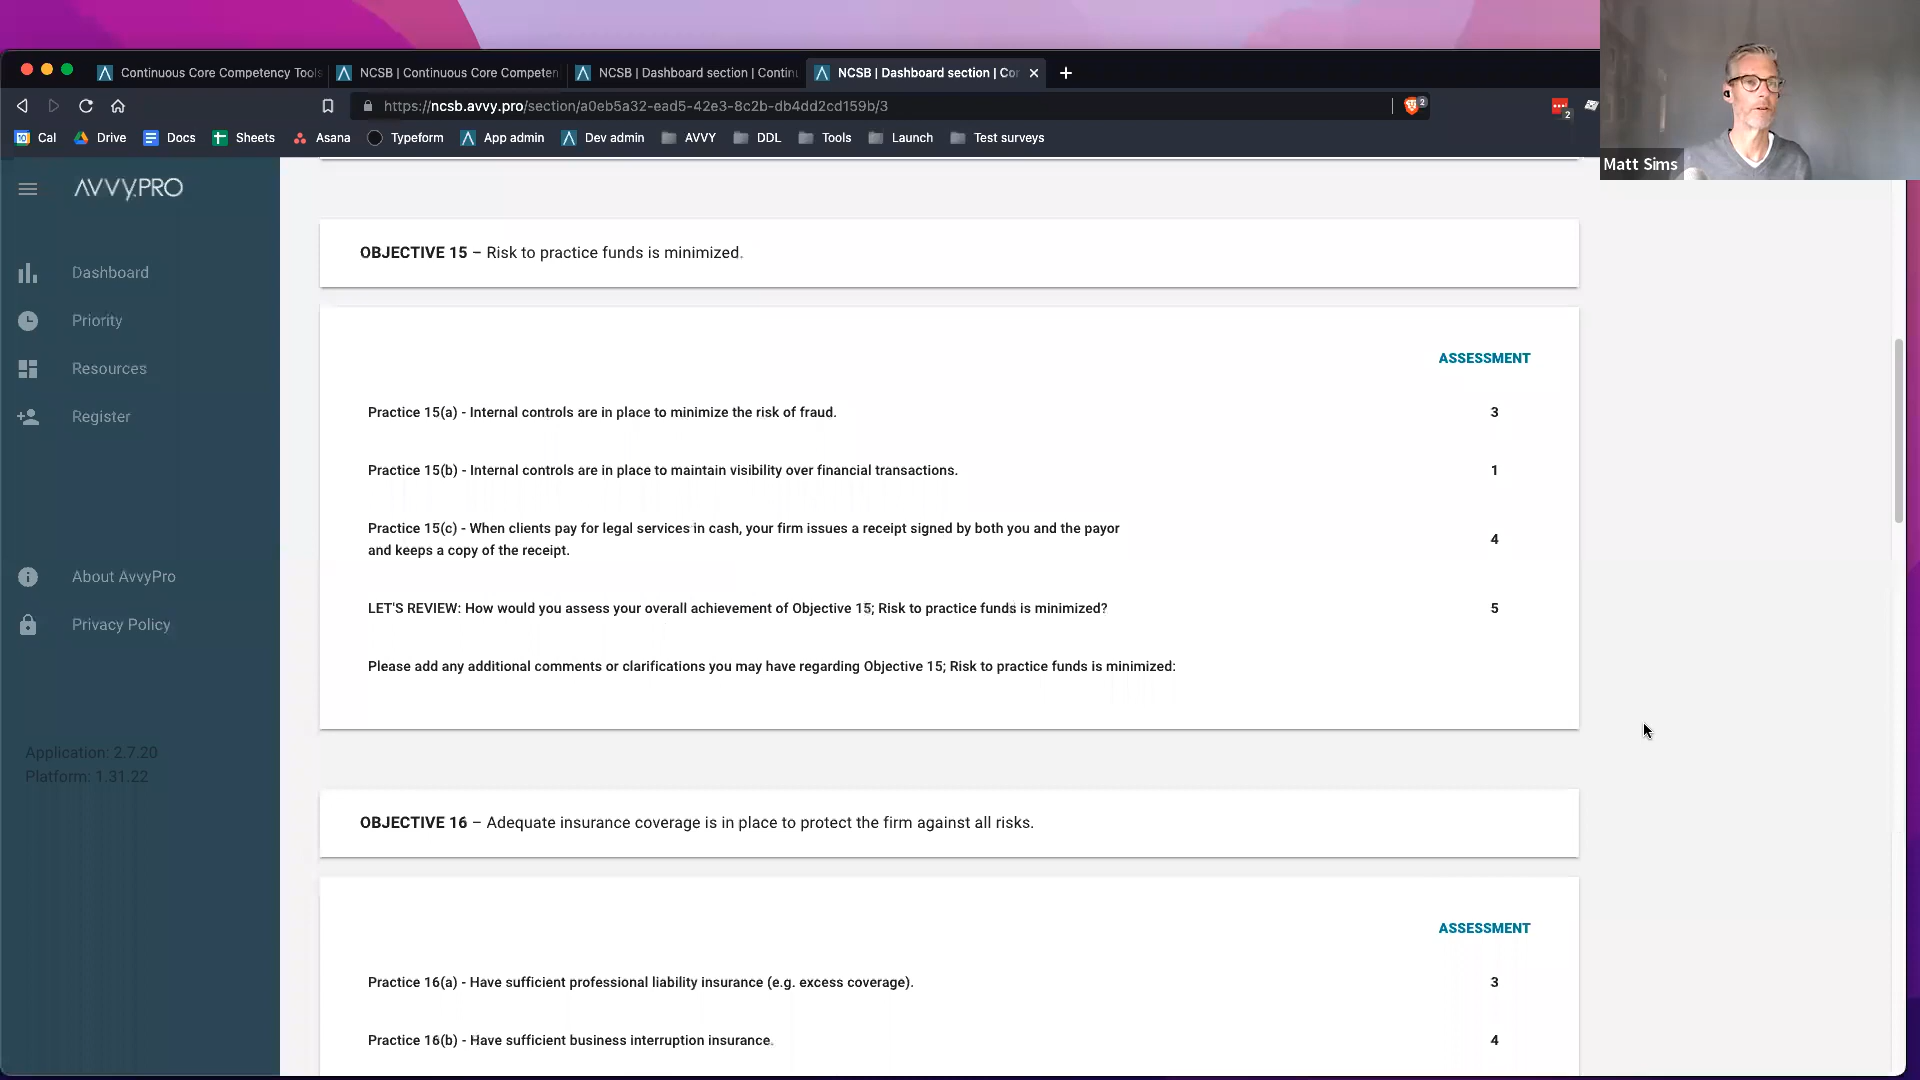 Continuous Core Competency Tools
NCSB | Continuous Core Competen
NCSB | Dashboard section | Contin
NCSB | Dashboard section | Cor
https://ncsb.avvy.pro/section/a0eb5a32-ead5-42e3-8c2b-db4dd2cd159b/3
2
2
10 Cal
Drive
Docs
Sheets
Asana
Typeform
App admin
Dev admin
AVVY
DDL
Tools
Launch
Test surveys
Matt Sims
AVVY.PRO
Dashboard
Priority
Resources
Register
About AvvyPro
Privacy Policy
Application: 2.7.20
Platform: 1.31.22
OBJECTIVE 15 – Risk to practice funds is minimized.
ASSESSMENT
Practice 15(a) - Internal controls are in place to minimize the risk of fraud.
3
Practice 15(b) - Internal controls are in place to maintain visibility over financial transactions.
1
Practice 15(c) - When clients pay for legal services in cash, your firm issues a receipt signed by both you and the payor
and keeps a copy of the receipt.
4
LET'S REVIEW: How would you assess your overall achievement of Objective 15; Risk to practice funds is minimized?
5
Please add any additional comments or clarifications you may have regarding Objective 15; Risk to practice funds is minimized:
OBJECTIVE 16 – Adequate insurance coverage is in place to protect the firm against all risks.
ASSESSMENT
Practice 16(a) - Have sufficient professional liability insurance (e.g. excess coverage).
3
Practice 16(b) - Have sufficient business interruption insurance.
4